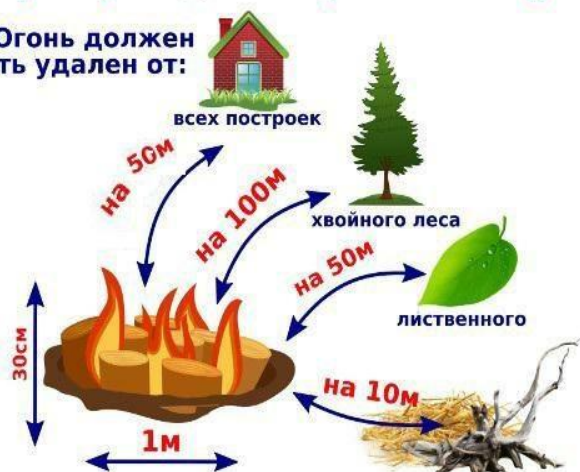 Огонь должен
ть удален от:
всех построек
на 50м
на 100м
хвойного леса
на 50м
лиственного
30см
на 10м
1м